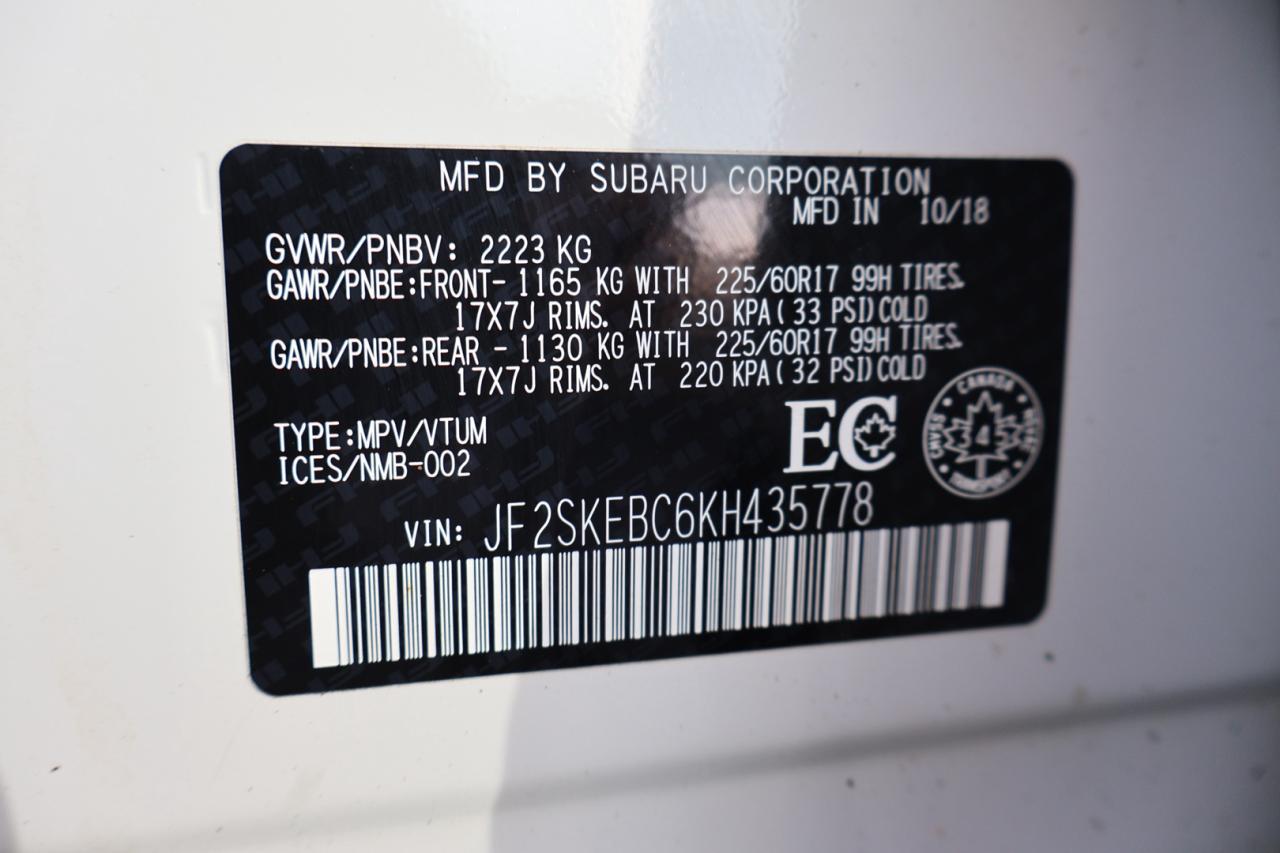 MFD BY SUBARU CORPORATION
MFD IN 10/18
GVWR/PNBV: 2223 KG
GAWR/PNBE:FRONT- 1165 KG WITH 225/60R17 99H TIRES.
17X7J RIMS. AT 230 KPA( 33 PSI)COLD
GAWR/PNBE:REAR - 1130 KG WITH 225/60R17 99H TIRES.
17X7J RIMS. AT 220 KPA( 32 PSI)COLD
TYPE:MPV/VTUM
ICES/NMB-002
EC
CANADA
4
TRANSPORT
VIN: JF2SKEBC6KH435778